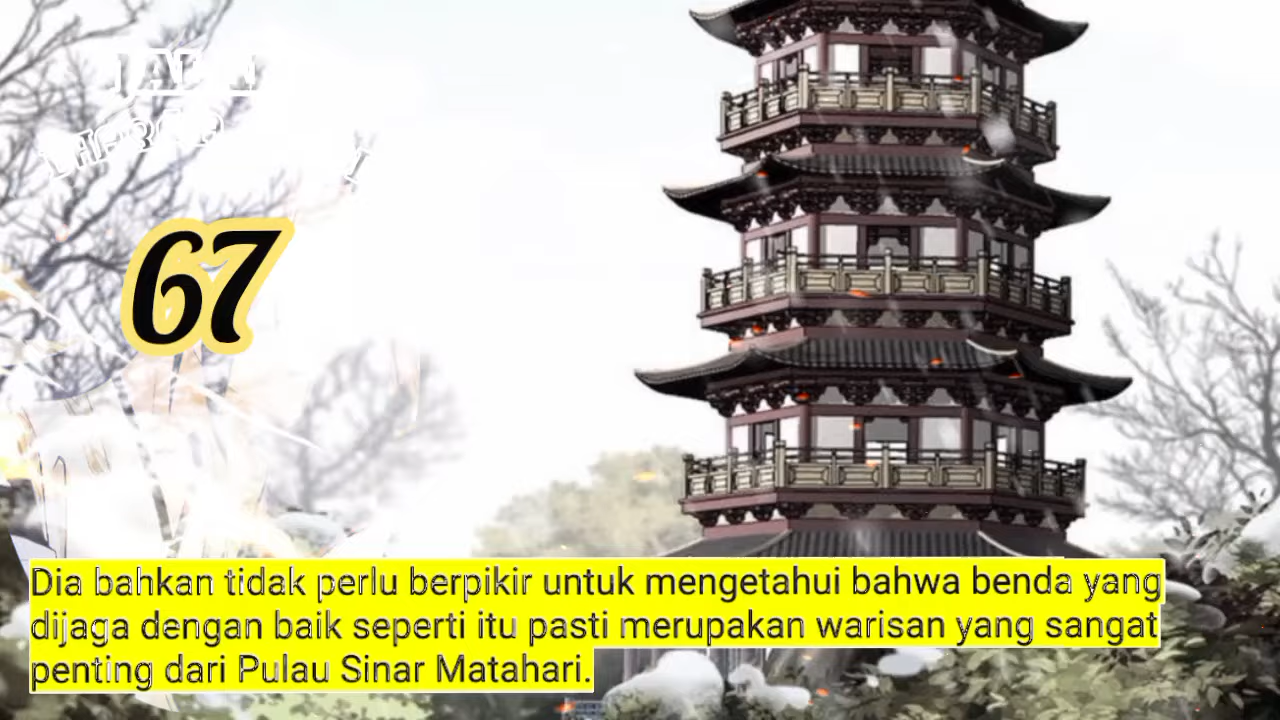 67
Dia bahkan tidak perlu berpikir untuk mengetahui bahwa benda yang
dijaga dengan baik seperti itu pasti merupakan warisan yang sangat
penting dari Pulau Sinar Matahari.